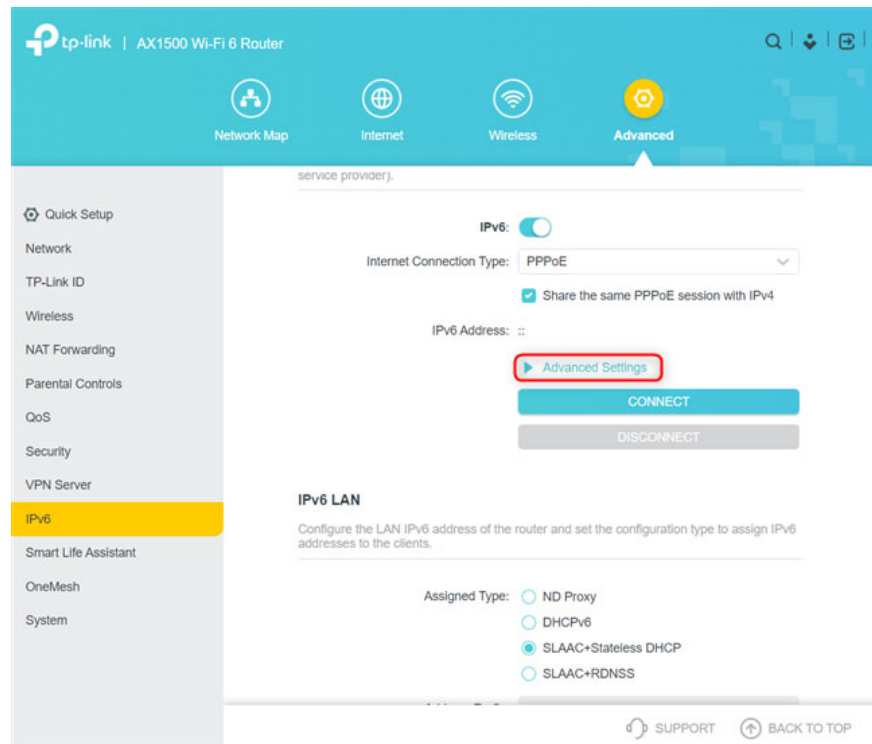 tp-link | AX1500 Wi-Fi 6 Router
Network Map
Internet
Wireless
Advanced
service provider).
Quick Setup
Network
TP-Link ID
Wireless
NAT Forwarding
Parental Controls
QoS
Security
VPN Server
IPv6
Smart Life Assistant
OneMesh
System
IPv6:
Internet Connection Type: PPPoE
Share the same PPPoE session with IPv4
IPv6 Address: ::
Advanced Settings
CONNECT
DISCONNECT
IPv6 LAN
Configure the LAN IPv6 address of the router and set the configuration type to assign IPv6
addresses to the clients.
Assigned Type: ND Proxy
DHCPv6
SLAAC+Stateless DHCP
SLAAC+RDNSS
SUPPORT
BACK TO TOP